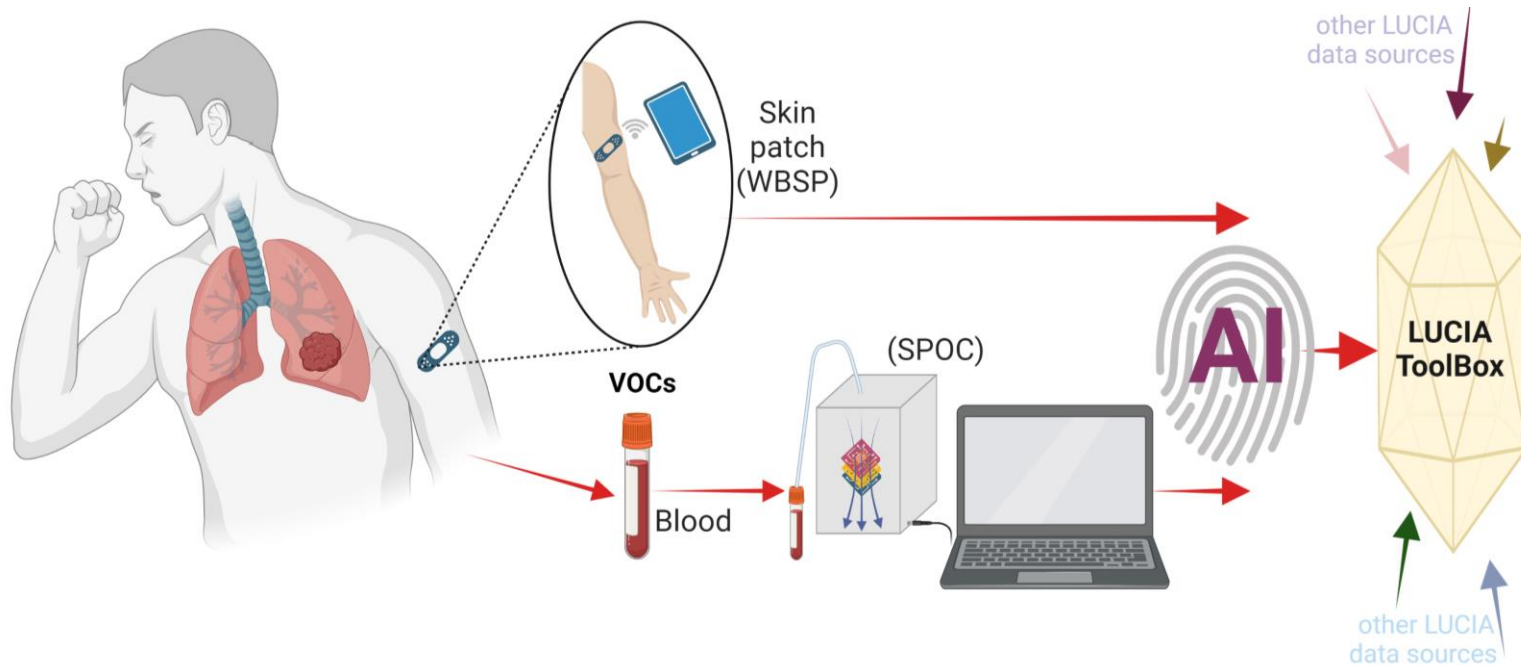 other LUCIA
data sources
Skin
patch
(WBSP)
VOCs
(SPOC)
Blood
AI
LUCIA
ToolBox
other LUCIA
data sources